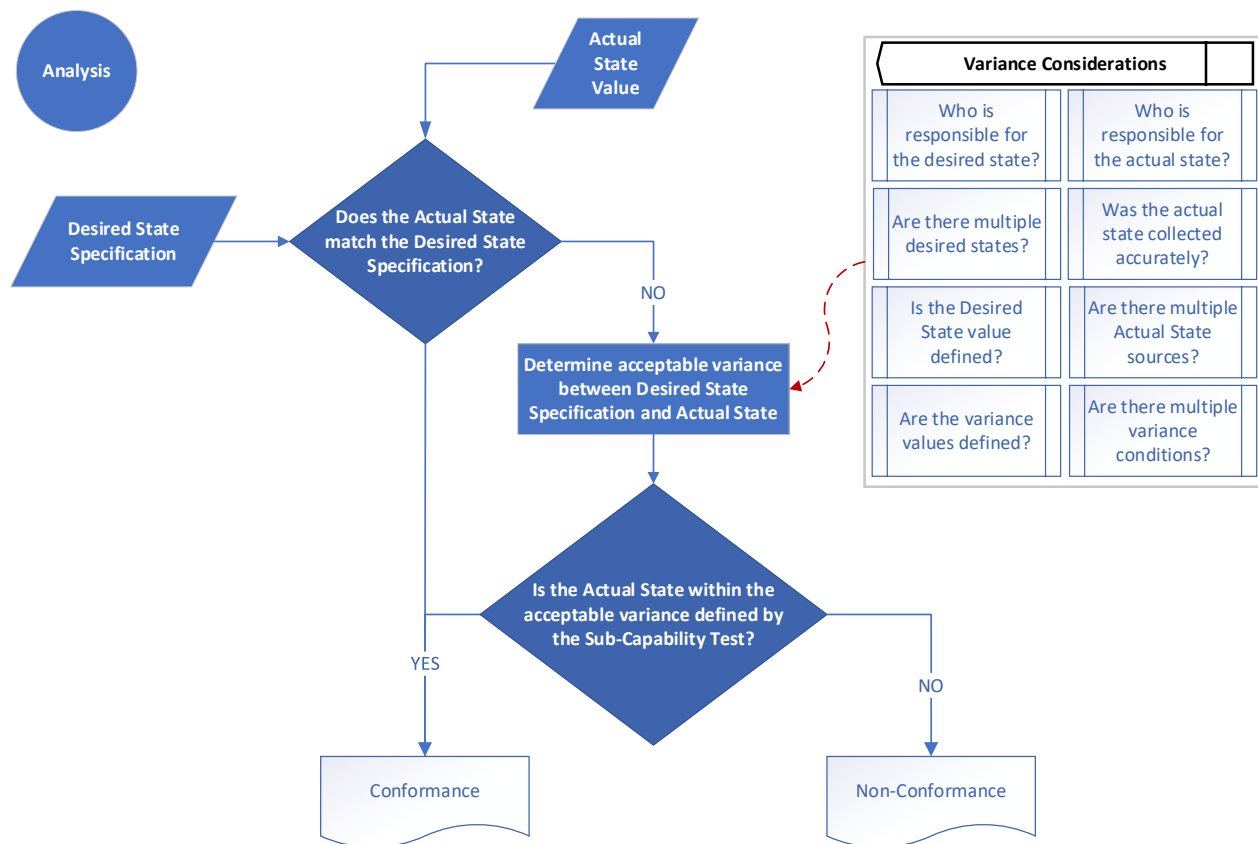 Analysis
Actual
State
Value
Desired State
Specification
Does the Actual State
match the Desired State
Specification?
NO
Determine acceptable variance
between Desired State
Specification and Actual State
Is the Actual State within the
acceptable variance defined by
the Sub-Capability Test?
YES
NO
Conformance
Non-Conformance
Variance Considerations
Who is
responsible for
the desired state?
Who is
responsible for
the actual state?
Are there multiple
desired states?
Was the actual
state collected
accurately?
Is the Desired
State value
defined?
Are there multiple
Actual State
sources?
Are the variance
values defined?
Are there multiple
variance
conditions?